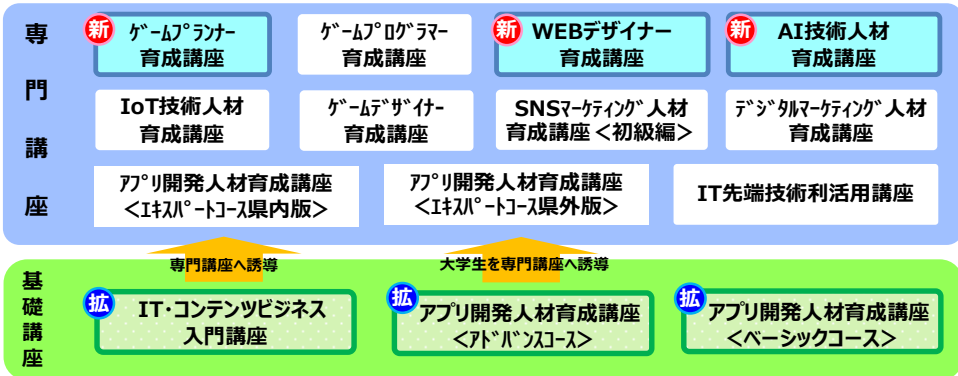 専門講座
新
ｹﾞｰﾑﾌﾟﾗﾝﾅｰ
育成講座
ｹﾞｰﾑﾌﾟﾛｸﾞﾗﾏｰ
育成講座
新
WEBデザイナー
育成講座
新
AI技術人材
育成講座
IoT技術人材
育成講座
ｹﾞｰﾑﾃﾞｻﾞｲﾅｰ
育成講座
SNSﾏｰｹﾃｨﾝｸﾞ人材
育成講座＜初級編＞
ﾃﾞｼﾞﾀﾙﾏｰｹﾃｨﾝｸﾞ人材
育成講座
ｱﾌﾟﾘ開発人材育成講座
＜ｴｷｽﾊﾟｰﾄｺｰｽ県内版＞
ｱﾌﾟﾘ開発人材育成講座
＜ｴｷｽﾊﾟｰﾄｺｰｽ県外版＞
IT先端技術利活用講座
専門講座へ誘導
大学生を専門講座へ誘導
基礎講座
拡
IT・コンテンツビジネス
入門講座
拡
アプリ開発人材育成講座
＜ｱﾄﾞﾊﾞﾝｽｺｰｽ＞
拡
アプリ開発人材育成講座
＜ベーシックコース＞